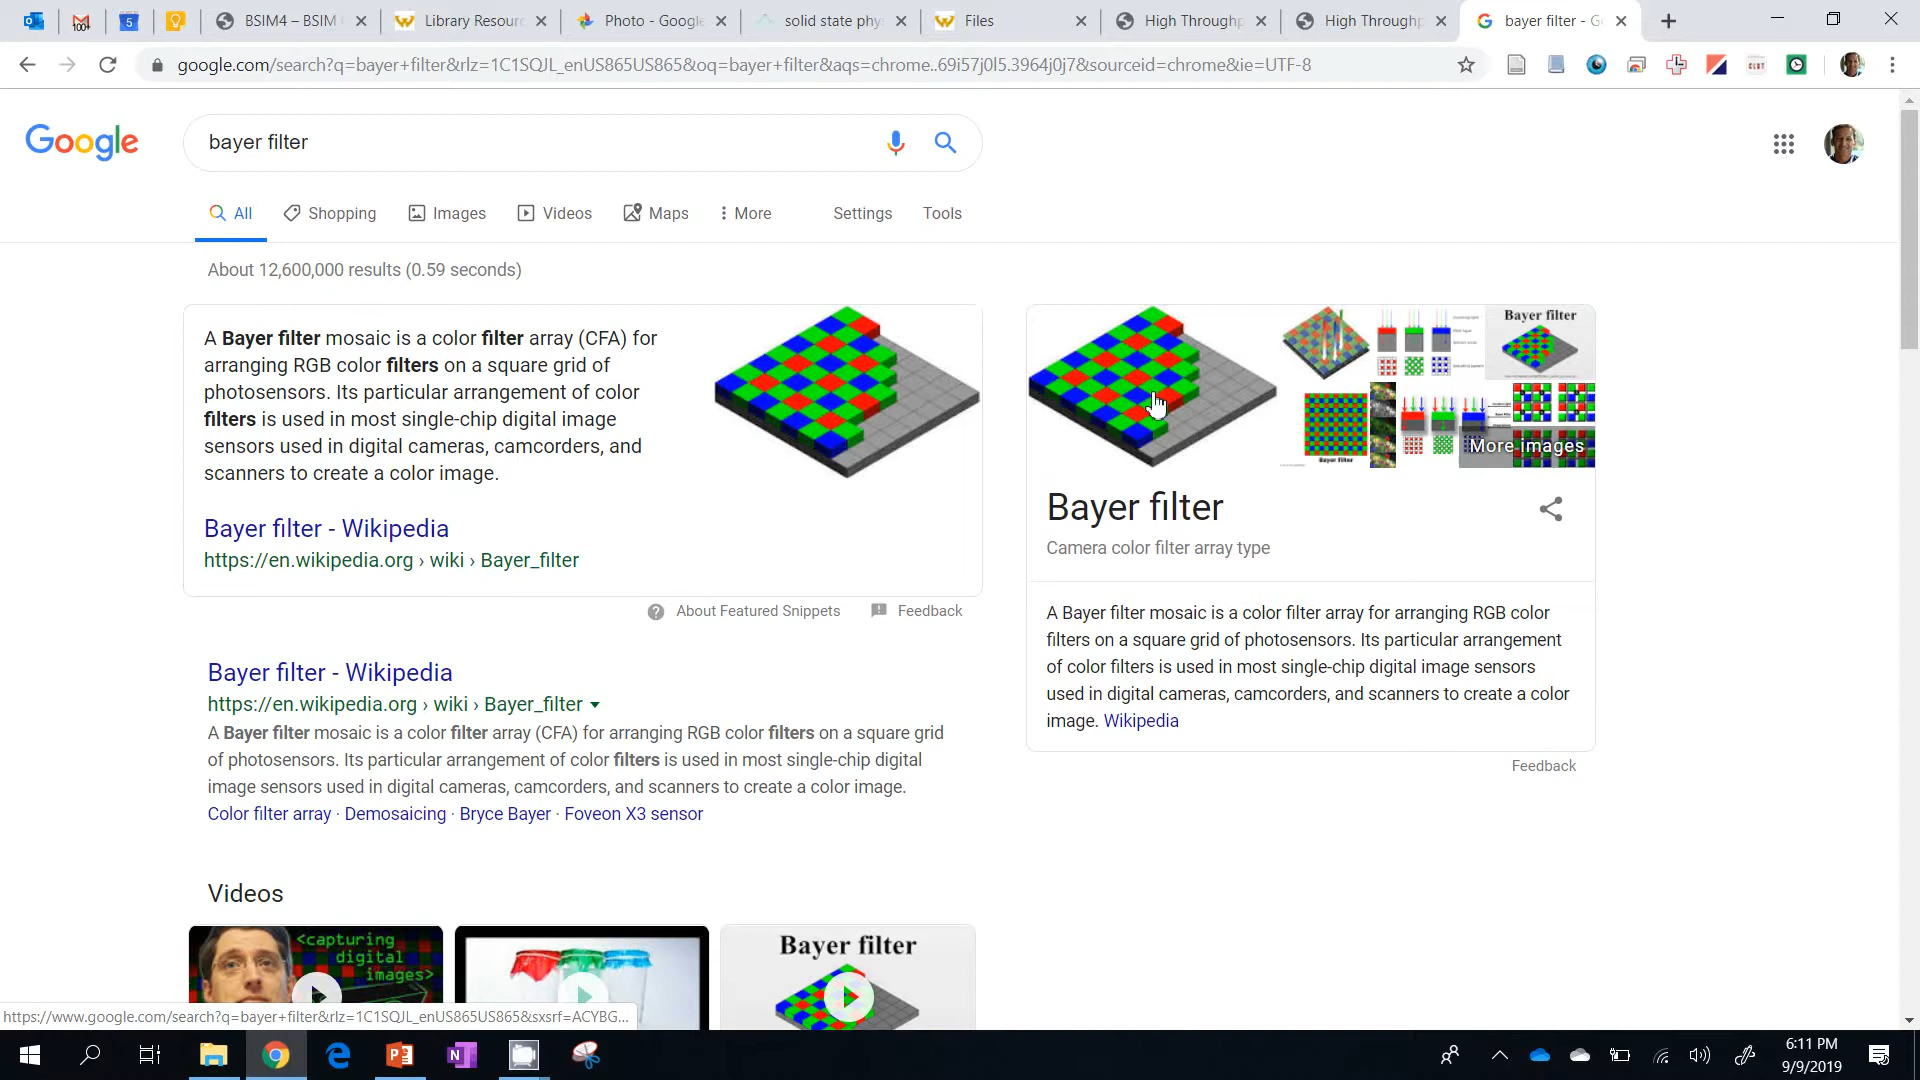 BSIM4 – BSIM
Library Resour
Photo - Google
solid state phy
Files
High Throughp
High Throughp
bayer filter - G
100+
5
google.com/search?q=bayer+filter&rlz=1C1SQJL_enUS865US865&oq=bayer+filter&aqs=chrome..69i57j0l5.3964j0j7&sourceid=chrome&ie=UTF-8
Google
bayer filter
All
Shopping
Images
Videos
Maps
More
Settings
Tools
About 12,600,000 results (0.59 seconds)
A Bayer filter mosaic is a color filter array (CFA) for
arranging RGB color filters on a square grid of
photosensors. Its particular arrangement of color
filters is used in most single-chip digital image
sensors used in digital cameras, camcorders, and
scanners to create a color image.
Bayer filter - Wikipedia
https://en.wikipedia.org › wiki › Bayer_filter
About Featured Snippets
Feedback
Bayer filter - Wikipedia
https://en.wikipedia.org › wiki › Bayer_filter
A Bayer filter mosaic is a color filter array (CFA) for arranging RGB color filters on a square grid
of photosensors. Its particular arrangement of color filters is used in most single-chip digital
image sensors used in digital cameras, camcorders, and scanners to create a color image.
Color filter array · Demosaicing · Bryce Bayer · Foveon X3 sensor
Videos
<capturing
digital
images>
Bayer filter
Bayer filter
Bayer filter
More images
Bayer filter
Camera color filter array type
A Bayer filter mosaic is a color filter array for arranging RGB color
filters on a square grid of photosensors. Its particular arrangement
of color filters is used in most single-chip digital image sensors
used in digital cameras, camcorders, and scanners to create a color
image. Wikipedia
Feedback
https://www.google.com/search?q=bayer+filter&rlz=1C1SQJL_enUS865US865&sxsrf=ACYBG...
6:11 PM
9/9/2019